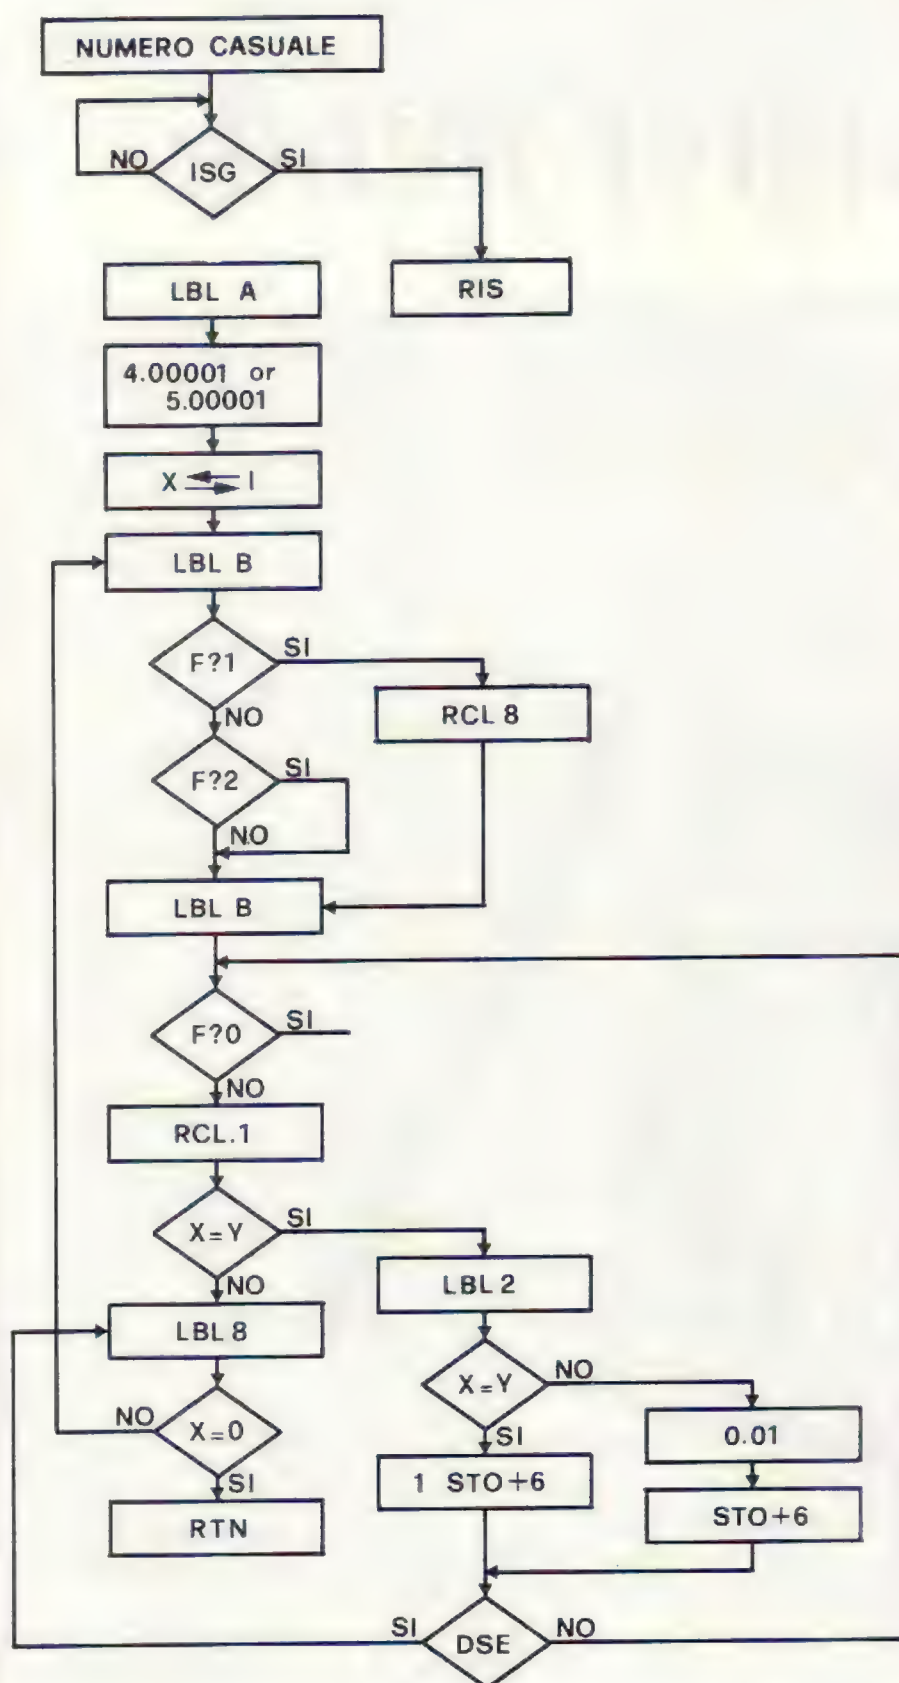 NUMERO CASUALE
NO
ISG
SI
LBL A
RIS
4.00001 or
5.00001
X I
LBL B
F?1
SI
NO
RCL 8
F?2
SI
NO
LBL B
F?0
SI
NO
RCL.1
X=Y
SI
NO
LBL 2
LBL 8
X=Y
NO
SI
NO
X=0
SI
0.01
1 STO+6
RTN
STO+6
SI
DSE
NO